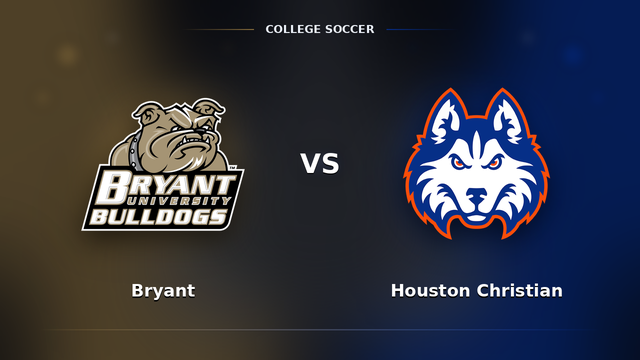 COLLEGE SOCCER
BRYANT
UNIVERSITY
BULLDOGS
VS
Bryant
Houston Christian